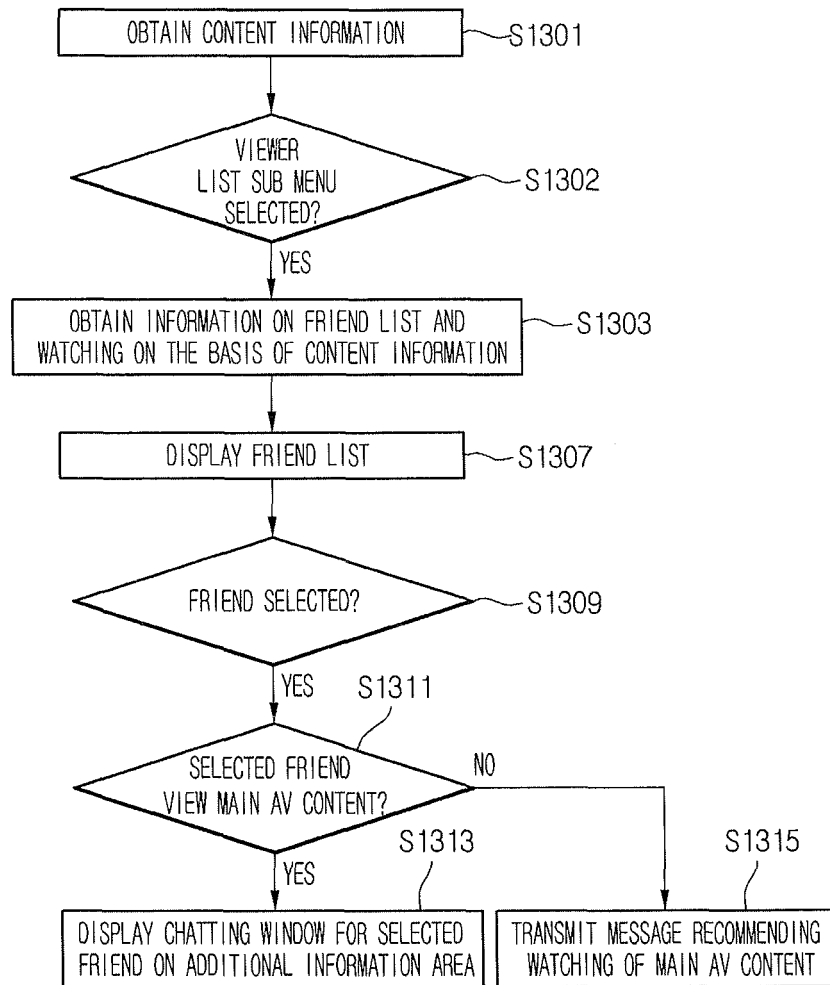 OBTAIN CONTENT INFORMATION
S1301
VIEWER
LIST SUB MENU
SELECTED?
S1302
YES
OBTAIN INFORMATION ON FRIEND LIST AND
WATCHING ON THE BASIS OF CONTENT INFORMATION
S1303
DISPLAY FRIEND LIST
S1307
FRIEND SELECTED?
S1309
YES
S1311
SELECTED FRIEND
VIEW MAIN AV CONTENT?
NO
YES
S1313
DISPLAY CHATTING WINDOW FOR SELECTED
FRIEND ON ADDITIONAL INFORMATION AREA
S1315
TRANSMIT MESSAGE RECOMMENDING
WATCHING OF MAIN AV CONTENT